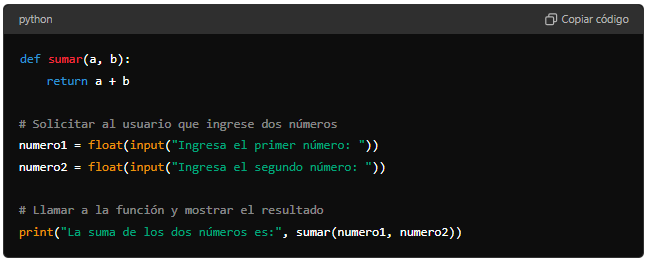 python
Copiar código
def sumar(a, b):
    return a + b
# Solicitar al usuario que ingrese dos números
numero1 = float(input("Ingresa el primer número: "))
numero2 = float(input("Ingresa el segundo número: "))
# Llamar a la función y mostrar el resultado
print("La suma de los dos números es:", sumar(numero1, numero2))